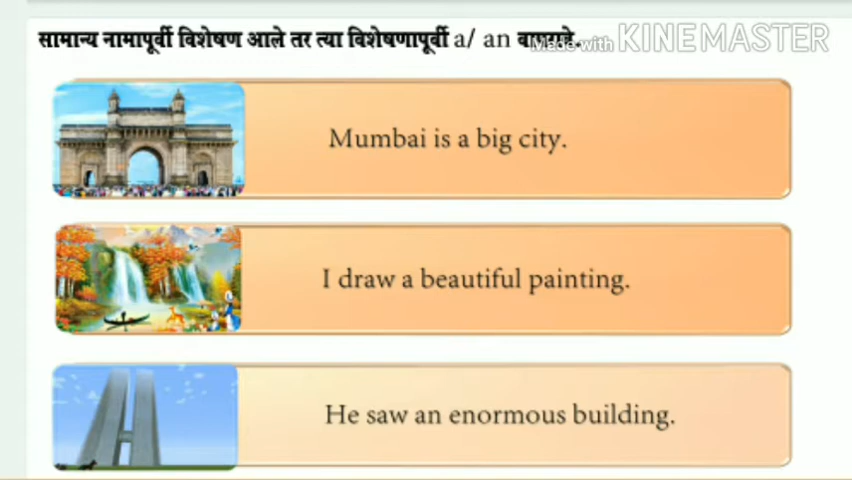 सामान्य नामापूर्वी विशेषण आले तर त्या विशेषणापूर्वी a/ an
Made with KINEMASTER
Mumbai is a big city.
I draw a beautiful painting.
He saw an enormous building.